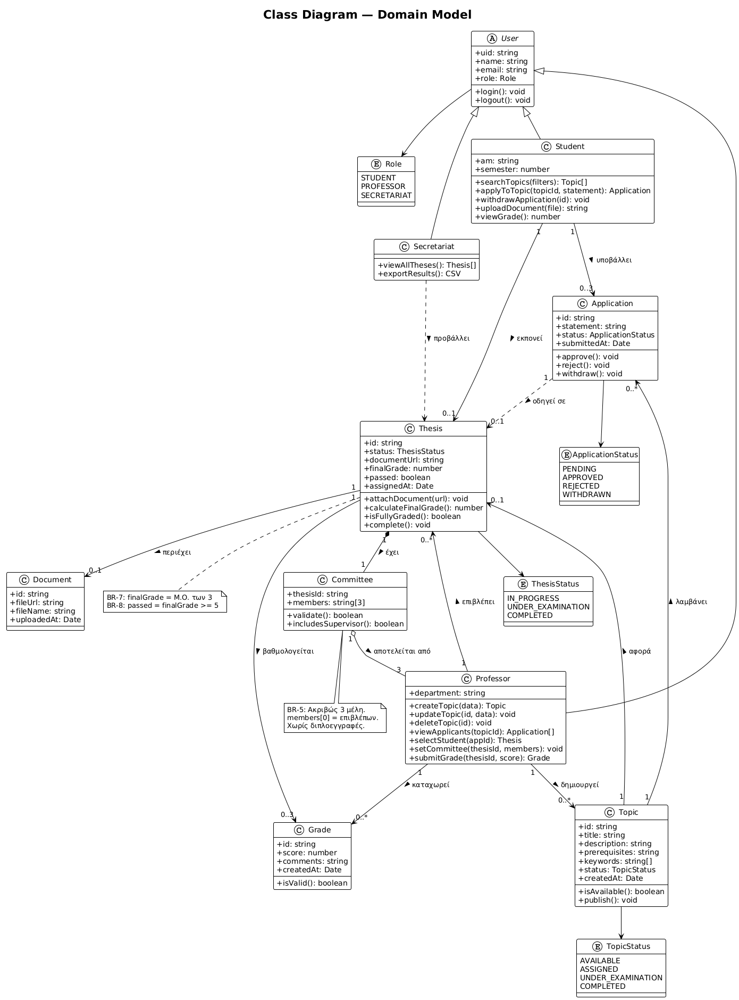 Class Diagram — Domain Model
A User
+uid: string
+name: string
+email: string
+role: Role
+login(): void
+logout(): void
E Role
STUDENT
PROFESSOR
SECRETARIAT
C Student
+am: string
+semester: number
+searchTopics(filters): Topic[]
+applyToTopic(topicId, statement): Application
+withdrawApplication(id): void
+uploadDocument(file): string
+viewGrade(): number
C Secretariat
+viewAllTheses(): Thesis[]
+exportResults(): CSV
1
1
υποβάλλει
0..3
C Application
+id: string
+statement: string
+status: ApplicationStatus
+submittedAt: Date
+approve(): void
+reject(): void
+withdraw(): void
προβάλλει
εκπονεί
1
0..*
οδηγεί σε
0..1
0..1
C Thesis
+id: string
+status: ThesisStatus
+documentUrl: string
+finalGrade: number
+passed: boolean
+assignedAt: Date
+attachDocument(url): void
+calculateFinalGrade(): number
+isFullyGraded(): boolean
+complete(): void
E ApplicationStatus
PENDING
APPROVED
REJECTED
WITHDRAWN
1
1
0..1
1
0..*
περιέχει
έχει
0..1
1
C Document
+id: string
+fileUrl: string
+fileName: string
+uploadedAt: Date
BR-7: finalGrade = Μ.Ο. των 3
BR-8: passed = finalGrade >= 5
C Committee
+thesisId: string
+members: string[3]
+validate(): boolean
+includesSupervisor(): boolean
επιβλέπει
E ThesisStatus
IN_PROGRESS
UNDER_EXAMINATION
COMPLETED
λαμβάνει
1
βαθμολογείται
αποτελείται από
αφορά
1
3
BR-5: Ακριβώς 3 μέλη.
members[0] = επιβλέπων.
Χωρίς διπλοεγγραφές.
C Professor
+department: string
+createTopic(data): Topic
+updateTopic(id, data): void
+deleteTopic(id): void
+viewApplicants(topicId): Application[]
+selectStudent(appId): Thesis
+setCommittee(thesisId, members): void
+submitGrade(thesisId, score): Grade
1
1
καταχωρεί
δημιουργεί
0..3
0..*
0..*
1
1
C Grade
+id: string
+score: number
+comments: string
+createdAt: Date
+isValid(): boolean
C Topic
+id: string
+title: string
+description: string
+prerequisites: string
+keywords: string[]
+status: TopicStatus
+createdAt: Date
+isAvailable(): boolean
+publish(): void
E TopicStatus
AVAILABLE
ASSIGNED
UNDER_EXAMINATION
COMPLETED